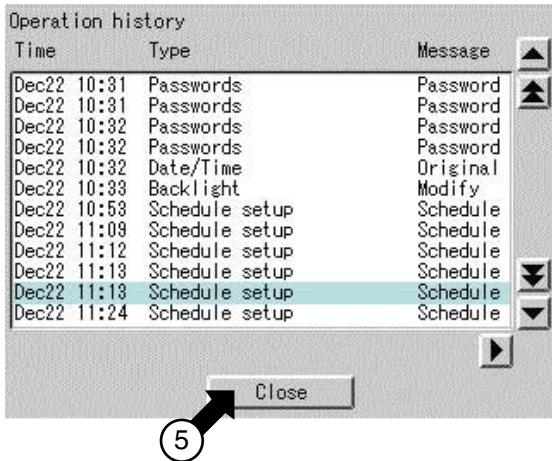 Operation history
Time Type Message
Dec22 10:31 Passwords Password
Dec22 10:31 Passwords Password
Dec22 10:32 Passwords Password
Dec22 10:32 Passwords Password
Dec22 10:32 Date/Time Original
Dec22 10:33 Backlight Modify
Dec22 10:53 Schedule setup Schedule
Dec22 11:09 Schedule setup Schedule
Dec22 11:12 Schedule setup Schedule
Dec22 11:13 Schedule setup Schedule
Dec22 11:13 Schedule setup Schedule
Dec22 11:24 Schedule setup Schedule
Close
5